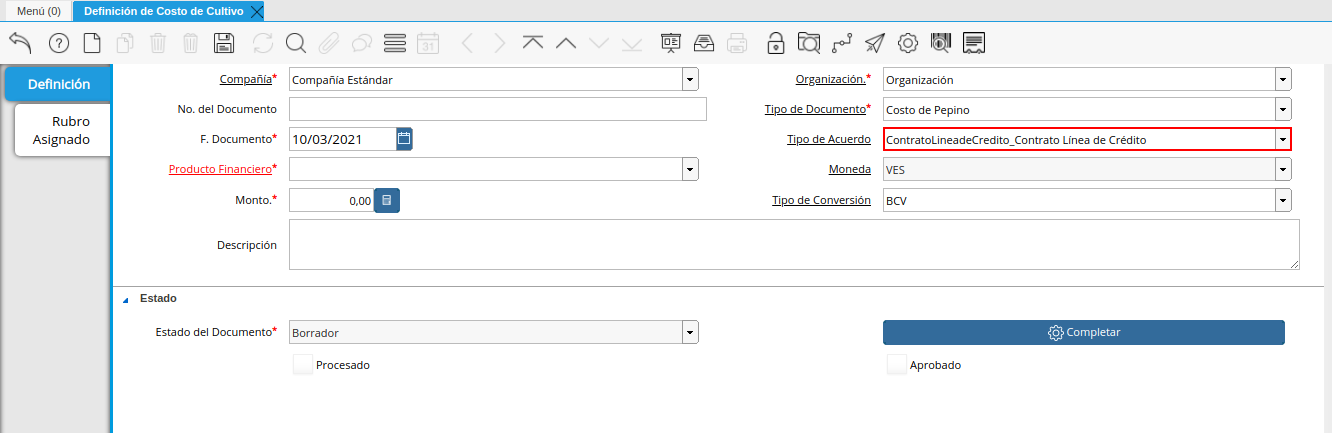 Menú (0)
Definición de Costo de Cultivo
31
Definición
Rubro
Asignado
Compañía* Compañía Estándar
Organización.* Organización
No. del Documento
Tipo de Documento* Costo de Pepino
F. Documento* 10/03/2021
Tipo de Acuerdo ContratoLineadeCredito_Contrato Línea de Crédito
Producto Financiero*
Moneda VES
Monto.* 0,00
Tipo de Conversión BCV
Descripción
Estado
Estado del Documento* Borrador
Completar
Procesado
Aprobado